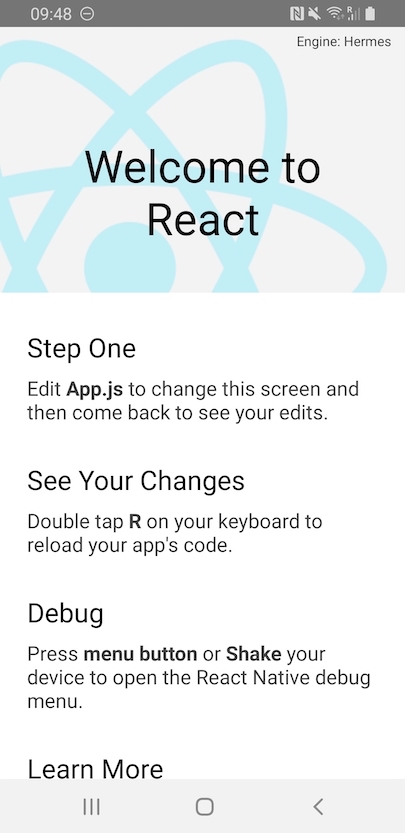 09:48
Engine: Hermes
Welcome to
React
Step One
Edit App.js to change this screen and
then come back to see your edits.
See Your Changes
Double tap R on your keyboard to
reload your app's code.
Debug
Press menu button or Shake your
device to open the React Native debug
menu.
Learn More